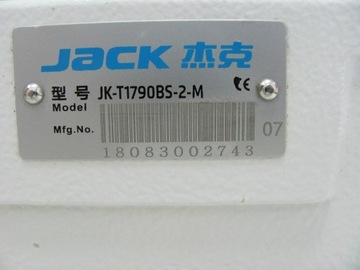 JACK 杰克
型号 JK-T1790BS-2-M CE
Model
Mfg.No. 07
18083002743